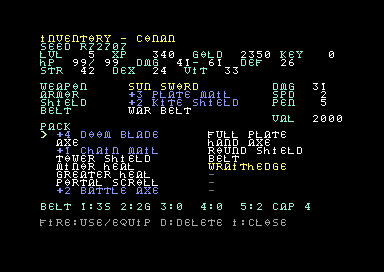 INVENTORY - CONAN
SEED R72707
LVL 5 XP 340 GOLD 2350 KEY 0
HP 99/ 99 DMG 41- 61 DEF 26
STR 42 DEX 24 VIT 33
WEAPON SUN SWORD DMG 31
ARMOR +3 PLATE MAIL SPD 2
SHIELD +2 KITE SHIELD PEN 5
BELT WAR BELT
VAL 2000
PACK
> +4 DOOM BLADE FULL PLATE
AXE HAND AXE
+1 CHAIN MAIL ROUND SHIELD
TOWER SHIELD BELT
MINOR HEAL WRAITHEDGE
GREATER HEAL -
PORTAL SCROLL -
+2 BATTLE AXE -
BELT 1:3S 2:2G 3:0 4:0 5:2 CAP 4
FIRE:USE/EQUIP D:DELETE I:CLOSE